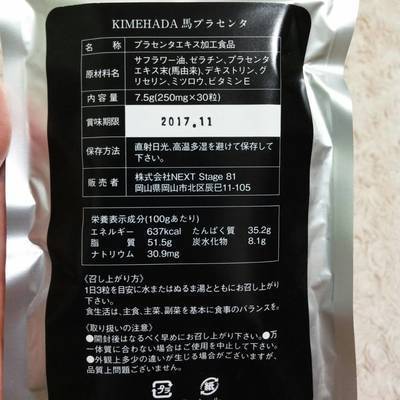 KIMEHADA 馬プラセンタ
名 称 プラセンタエキス加工食品
原材料名 サフラワー油、ゼラチン、プラセンタ
エキス末(馬由来)、デキストリン、グ
リセリン、ミツロウ、ビタミンE
内 容 量 7.5g(250mg×30粒)
賞味期限 2017.11
保存方法 直射日光、高温多湿を避けて保存して
下さい。
販 売 者 株式会社NEXT Stage 81
岡山県岡山市北区辰巳11-105
栄養表示成分(100gあたり)
エネルギー 637kcal たんぱく質 35.2g
脂 質 51.5g 炭水化物 8.1g
ナトリウム 30.9mg
《召し上がり方》
1日3粒を目安に水またはぬるま湯とともにお召し上がり
下さい。
食生活は、主食、主菜、副菜を基本に食事のバランスを。
《取り扱いの注意》
●開封後はなるべく早めにお召し上がり下さい。●万
一体質に合わない場合はご使用を中止して下さい。
●外観上多少の違いが生じる場合がございますが、
品質上問題ございません。
プラ 紙